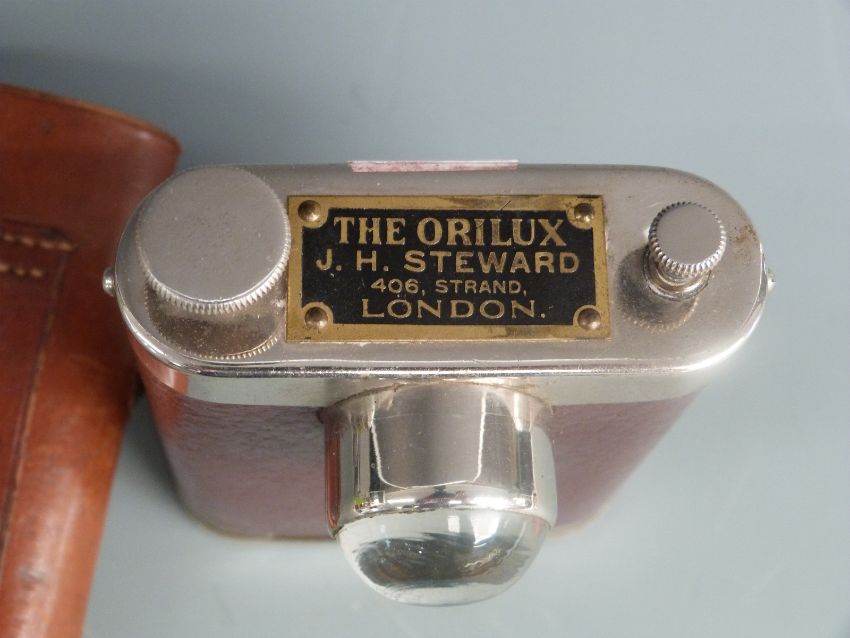 THE ORILUX
J. H. STEWARD
406, STRAND,
LONDON.